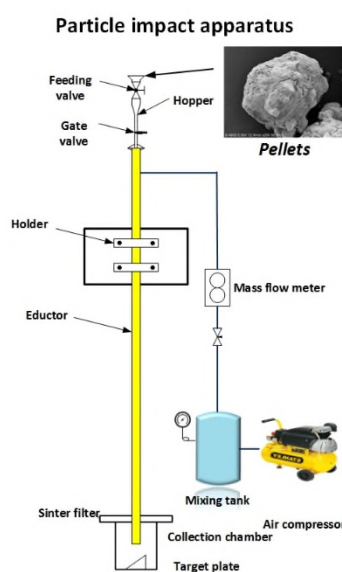 Particle impact apparatus
Feeding
valve
Hopper
Gate
valve
Pellets
Holder
Mass flow meter
Eductor
Mixing tank
Air compressor
Sinter filter
Collection chamber
Target plate